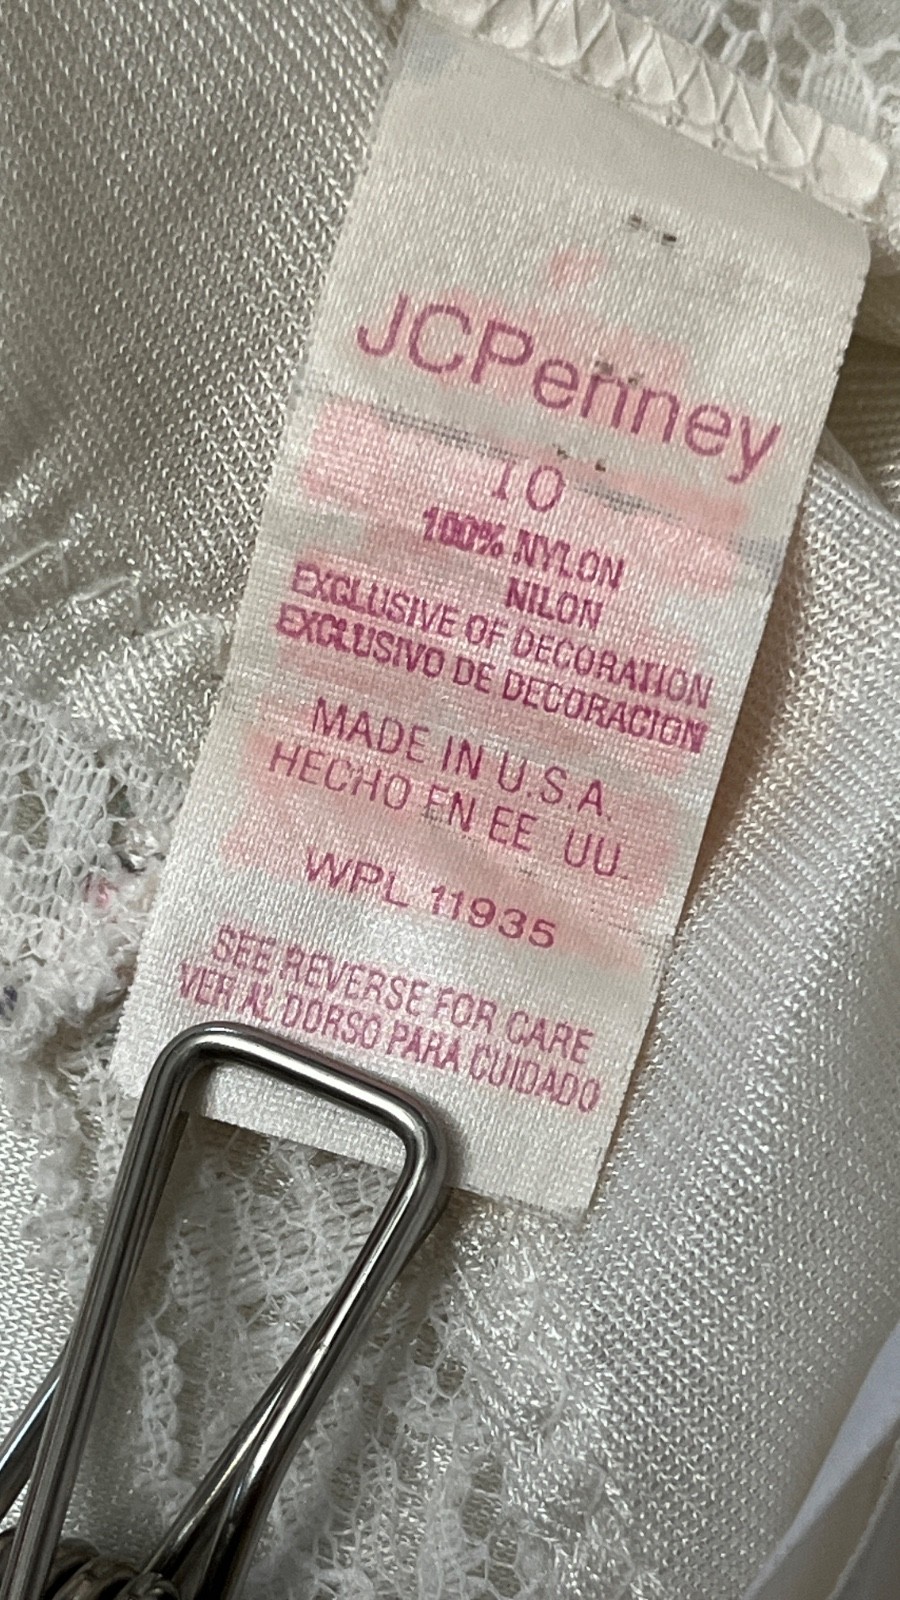 JCPenney
10
100% NYLON
NILON
EXCLUSIVE OF DECORATION
EXCLUSIVO DE DECORACION
MADE IN U.S.A.
HECHO EN EE UU.
WPL 11935
SEE REVERSE FOR CARE
VER AL DORSO PARA CUIDADO